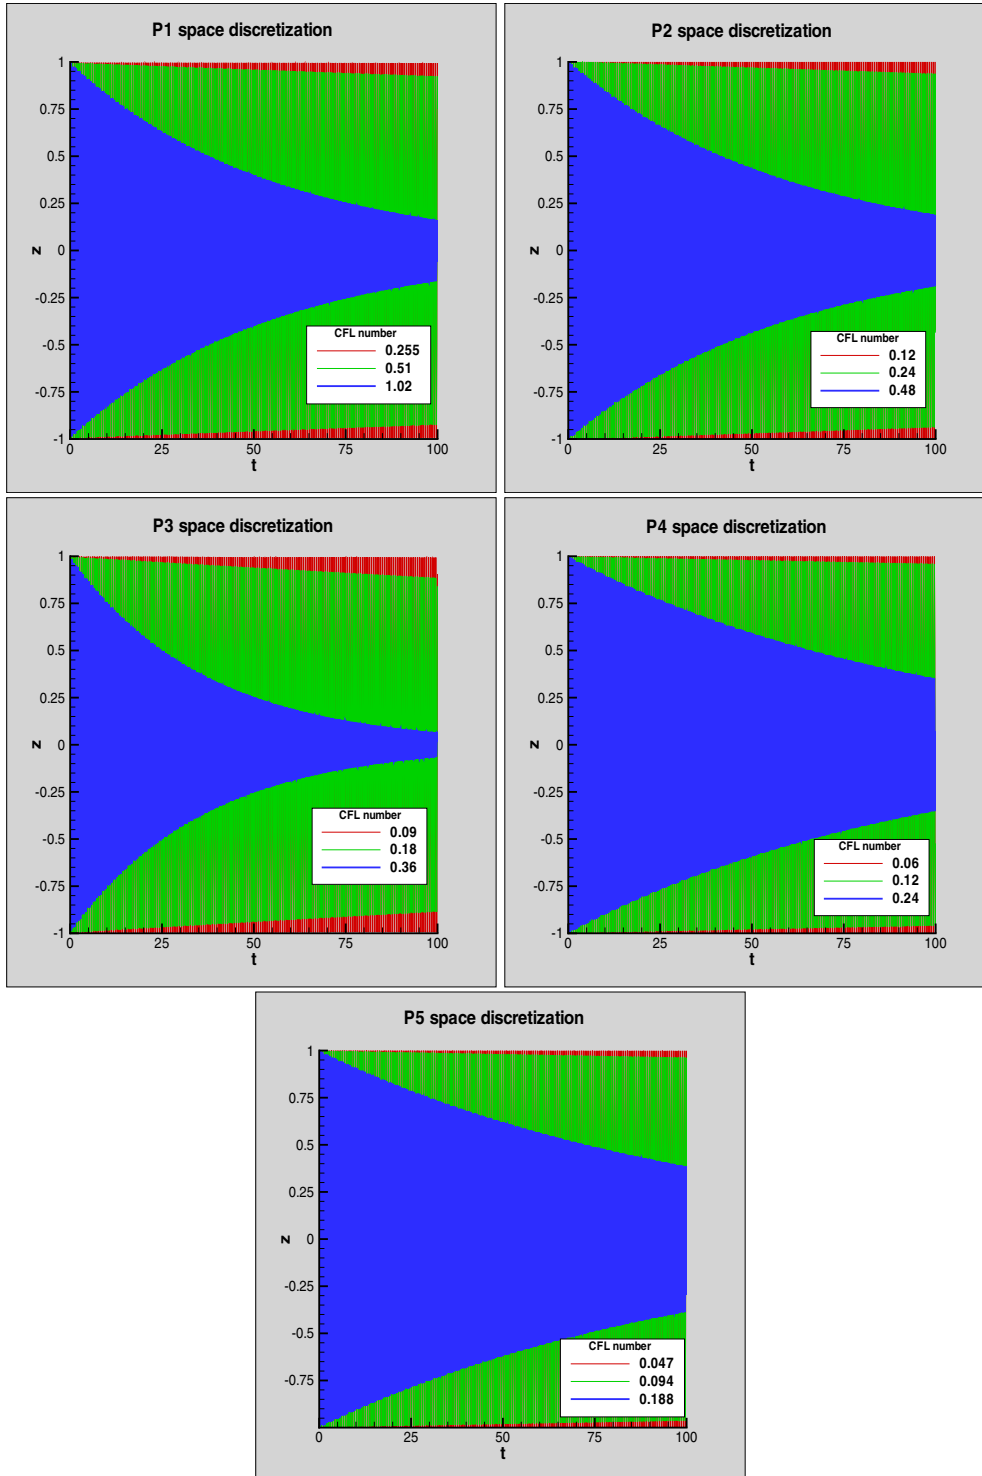 P1 space discretization
1
0.75
0.5
0.25
0
-0.25
-0.5
-0.75
-1
z
0 25 50 75 100
t
CFL number
0.255
0.51
1.02
P2 space discretization
1
0.75
0.5
0.25
0
-0.25
-0.5
-0.75
-1
z
0 25 50 75 100
t
CFL number
0.12
0.24
0.48
P3 space discretization
1
0.75
0.5
0.25
0
-0.25
-0.5
-0.75
-1
z
0 25 50 75 100
t
CFL number
0.09
0.18
0.36
P4 space discretization
1
0.75
0.5
0.25
0
-0.25
-0.5
-0.75
-1
z
0 25 50 75 100
t
CFL number
0.06
0.12
0.24
P5 space discretization
1
0.75
0.5
0.25
0
-0.25
-0.5
-0.75
z
0 25 50 75 100
t
CFL number
0.047
0.094
0.188